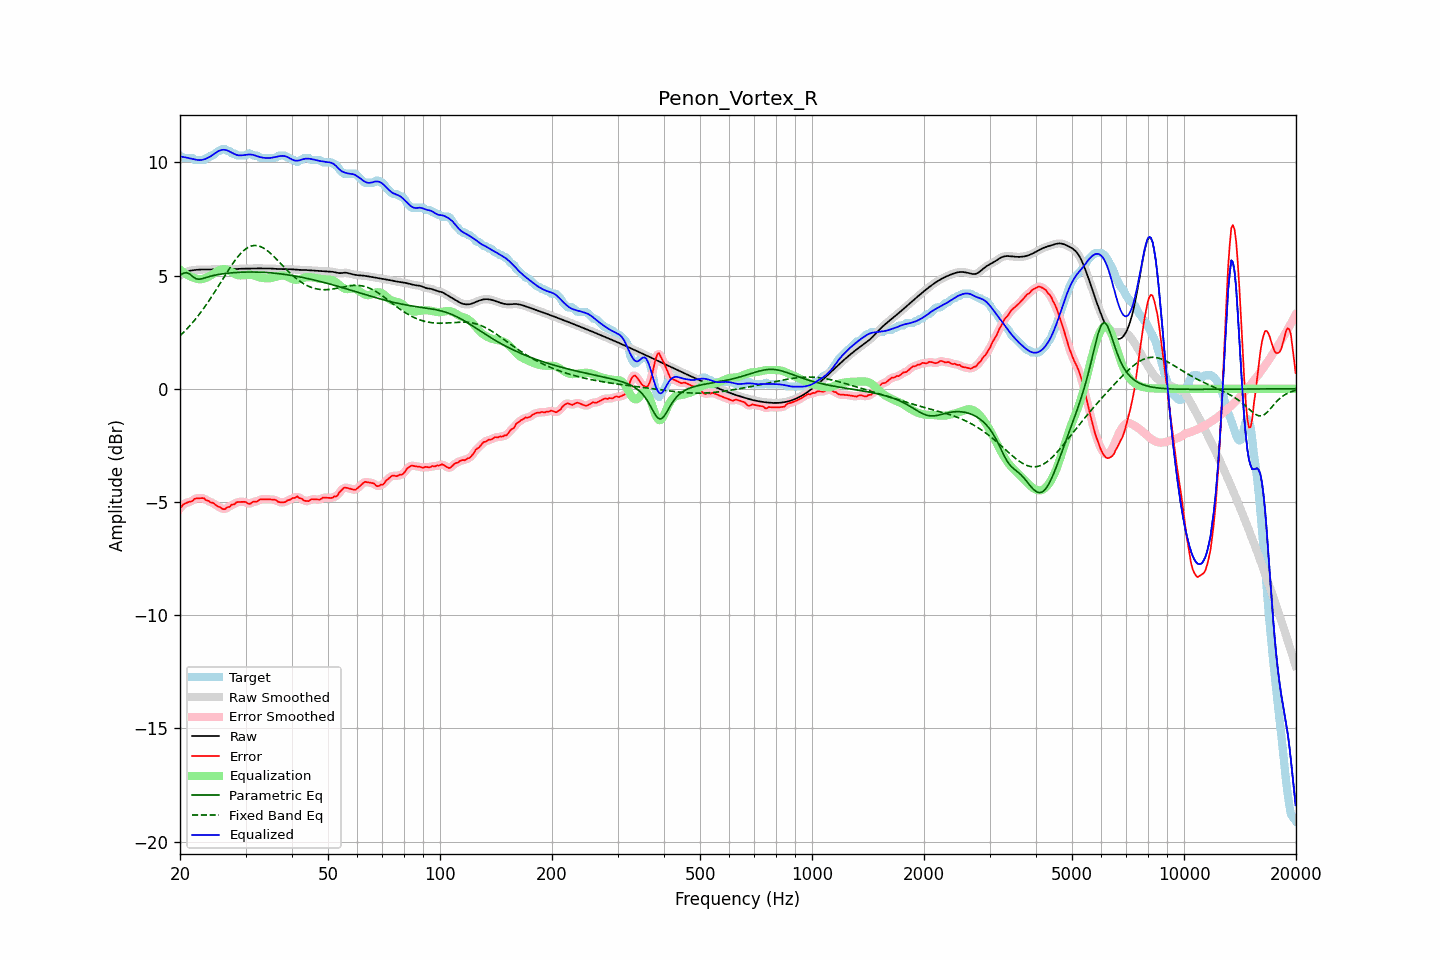 Penon_Vortex_R
Amplitude (dBr)
10
5
0
−5
−10
−15
−20
Target
Raw Smoothed
Error Smoothed
Raw
Error
Equalization
Parametric Eq
Fixed Band Eq
Equalized
20 50 100 200 500 1000 2000 5000 10000 20000
Frequency (Hz)